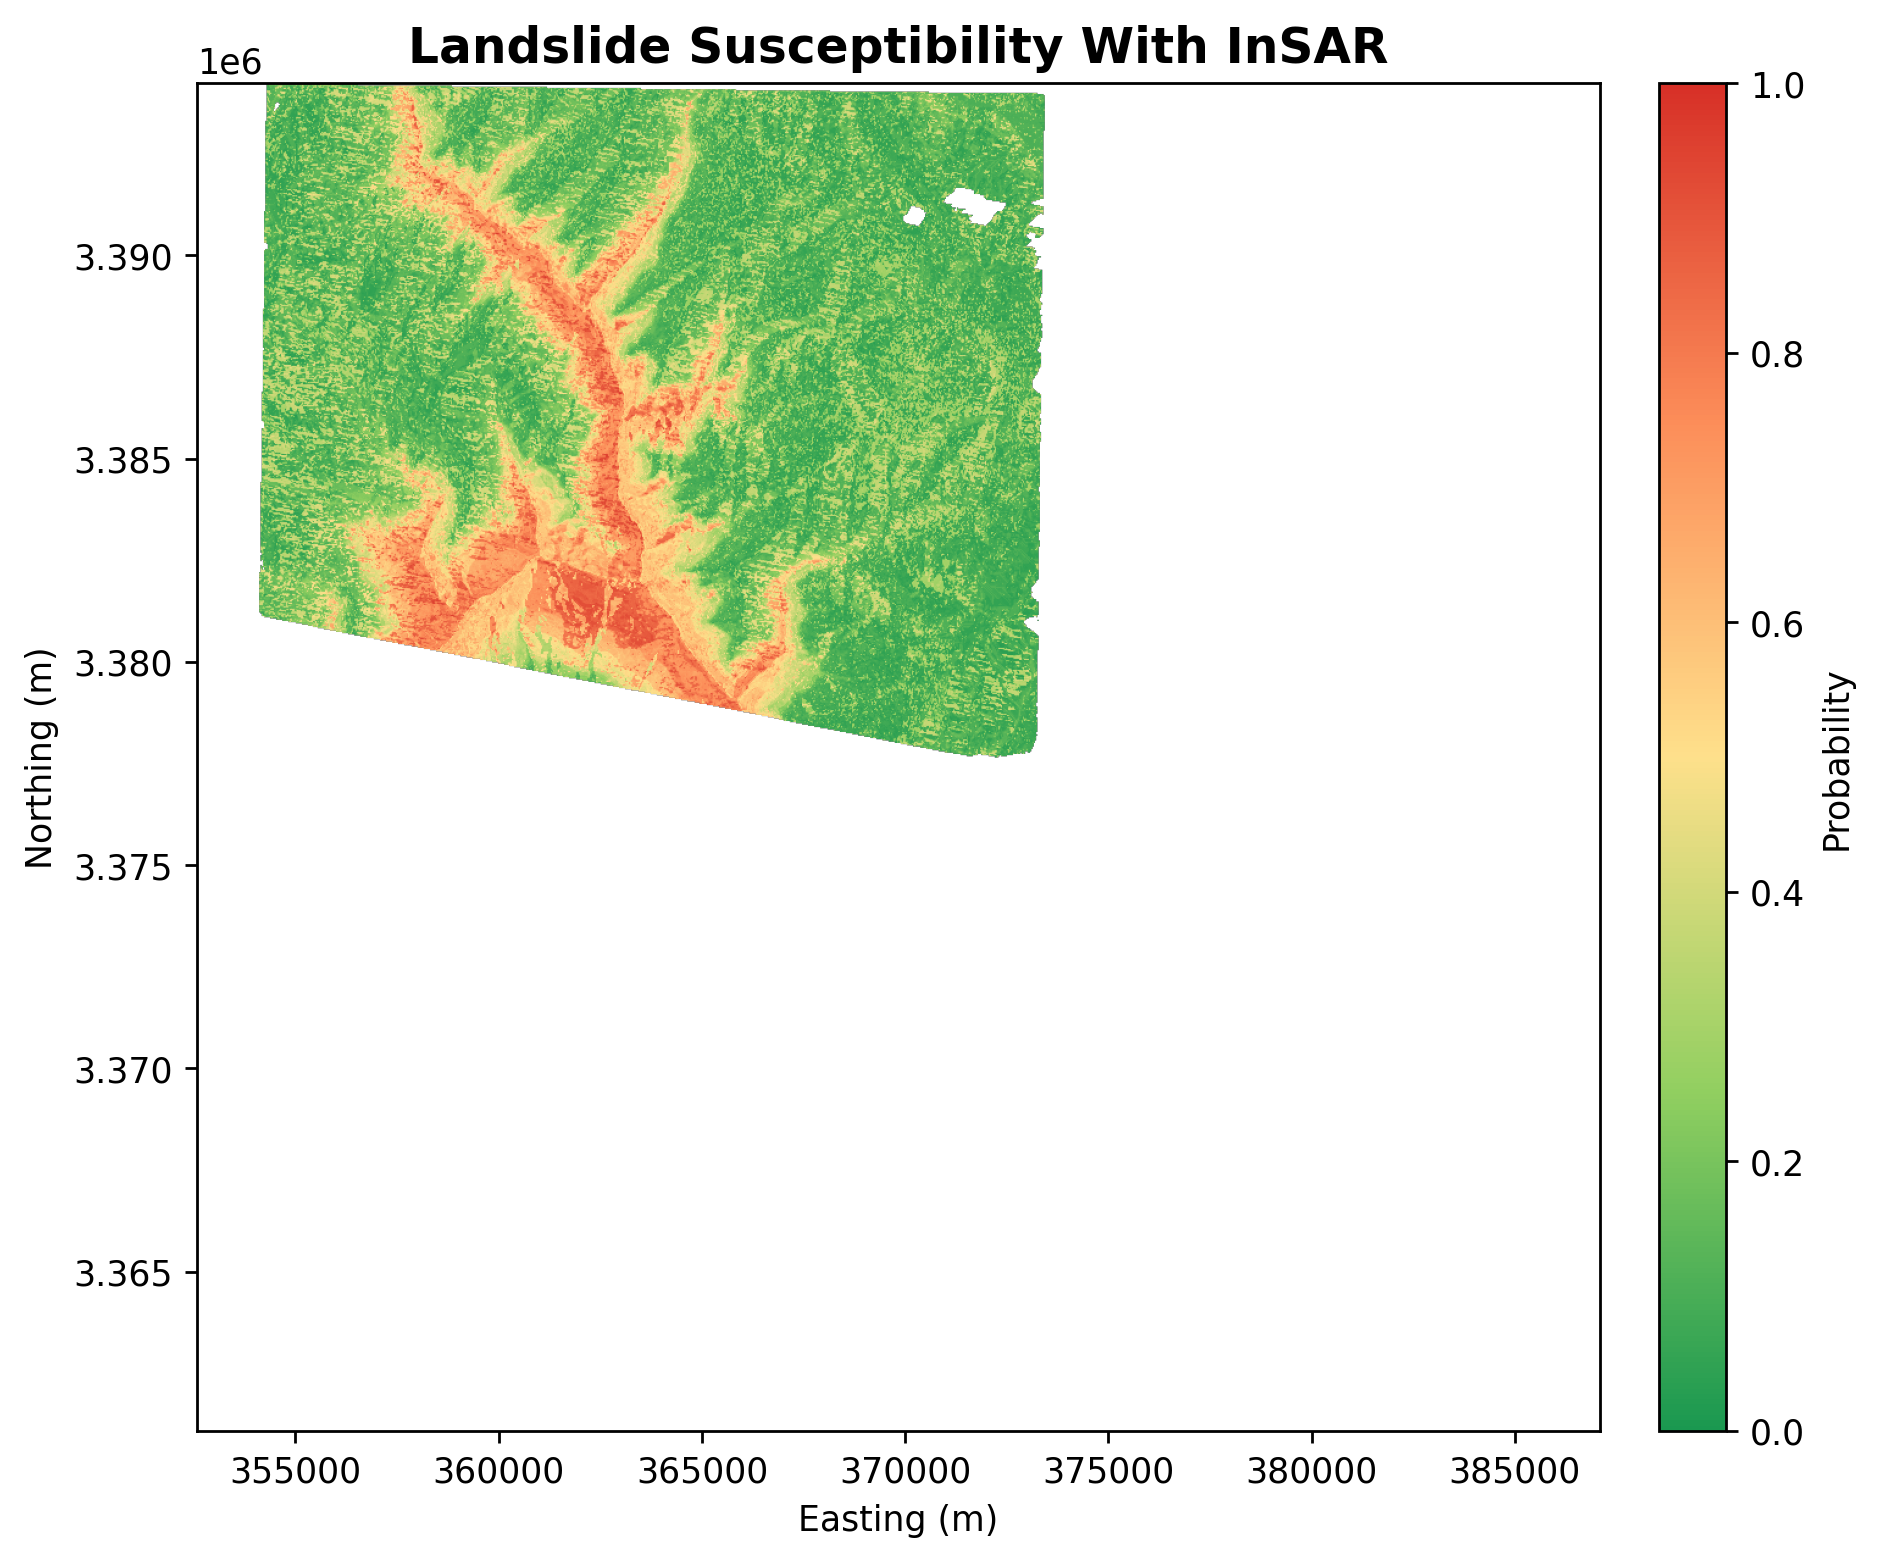 Landslide Susceptibility With InSAR
1e6
3.390
3.385
3.380
3.375
3.370
3.365
Northing (m)
355000 360000 365000 370000 375000 380000 385000
Easting (m)
1.0
0.8
0.6
0.4
0.2
0.0
Probability